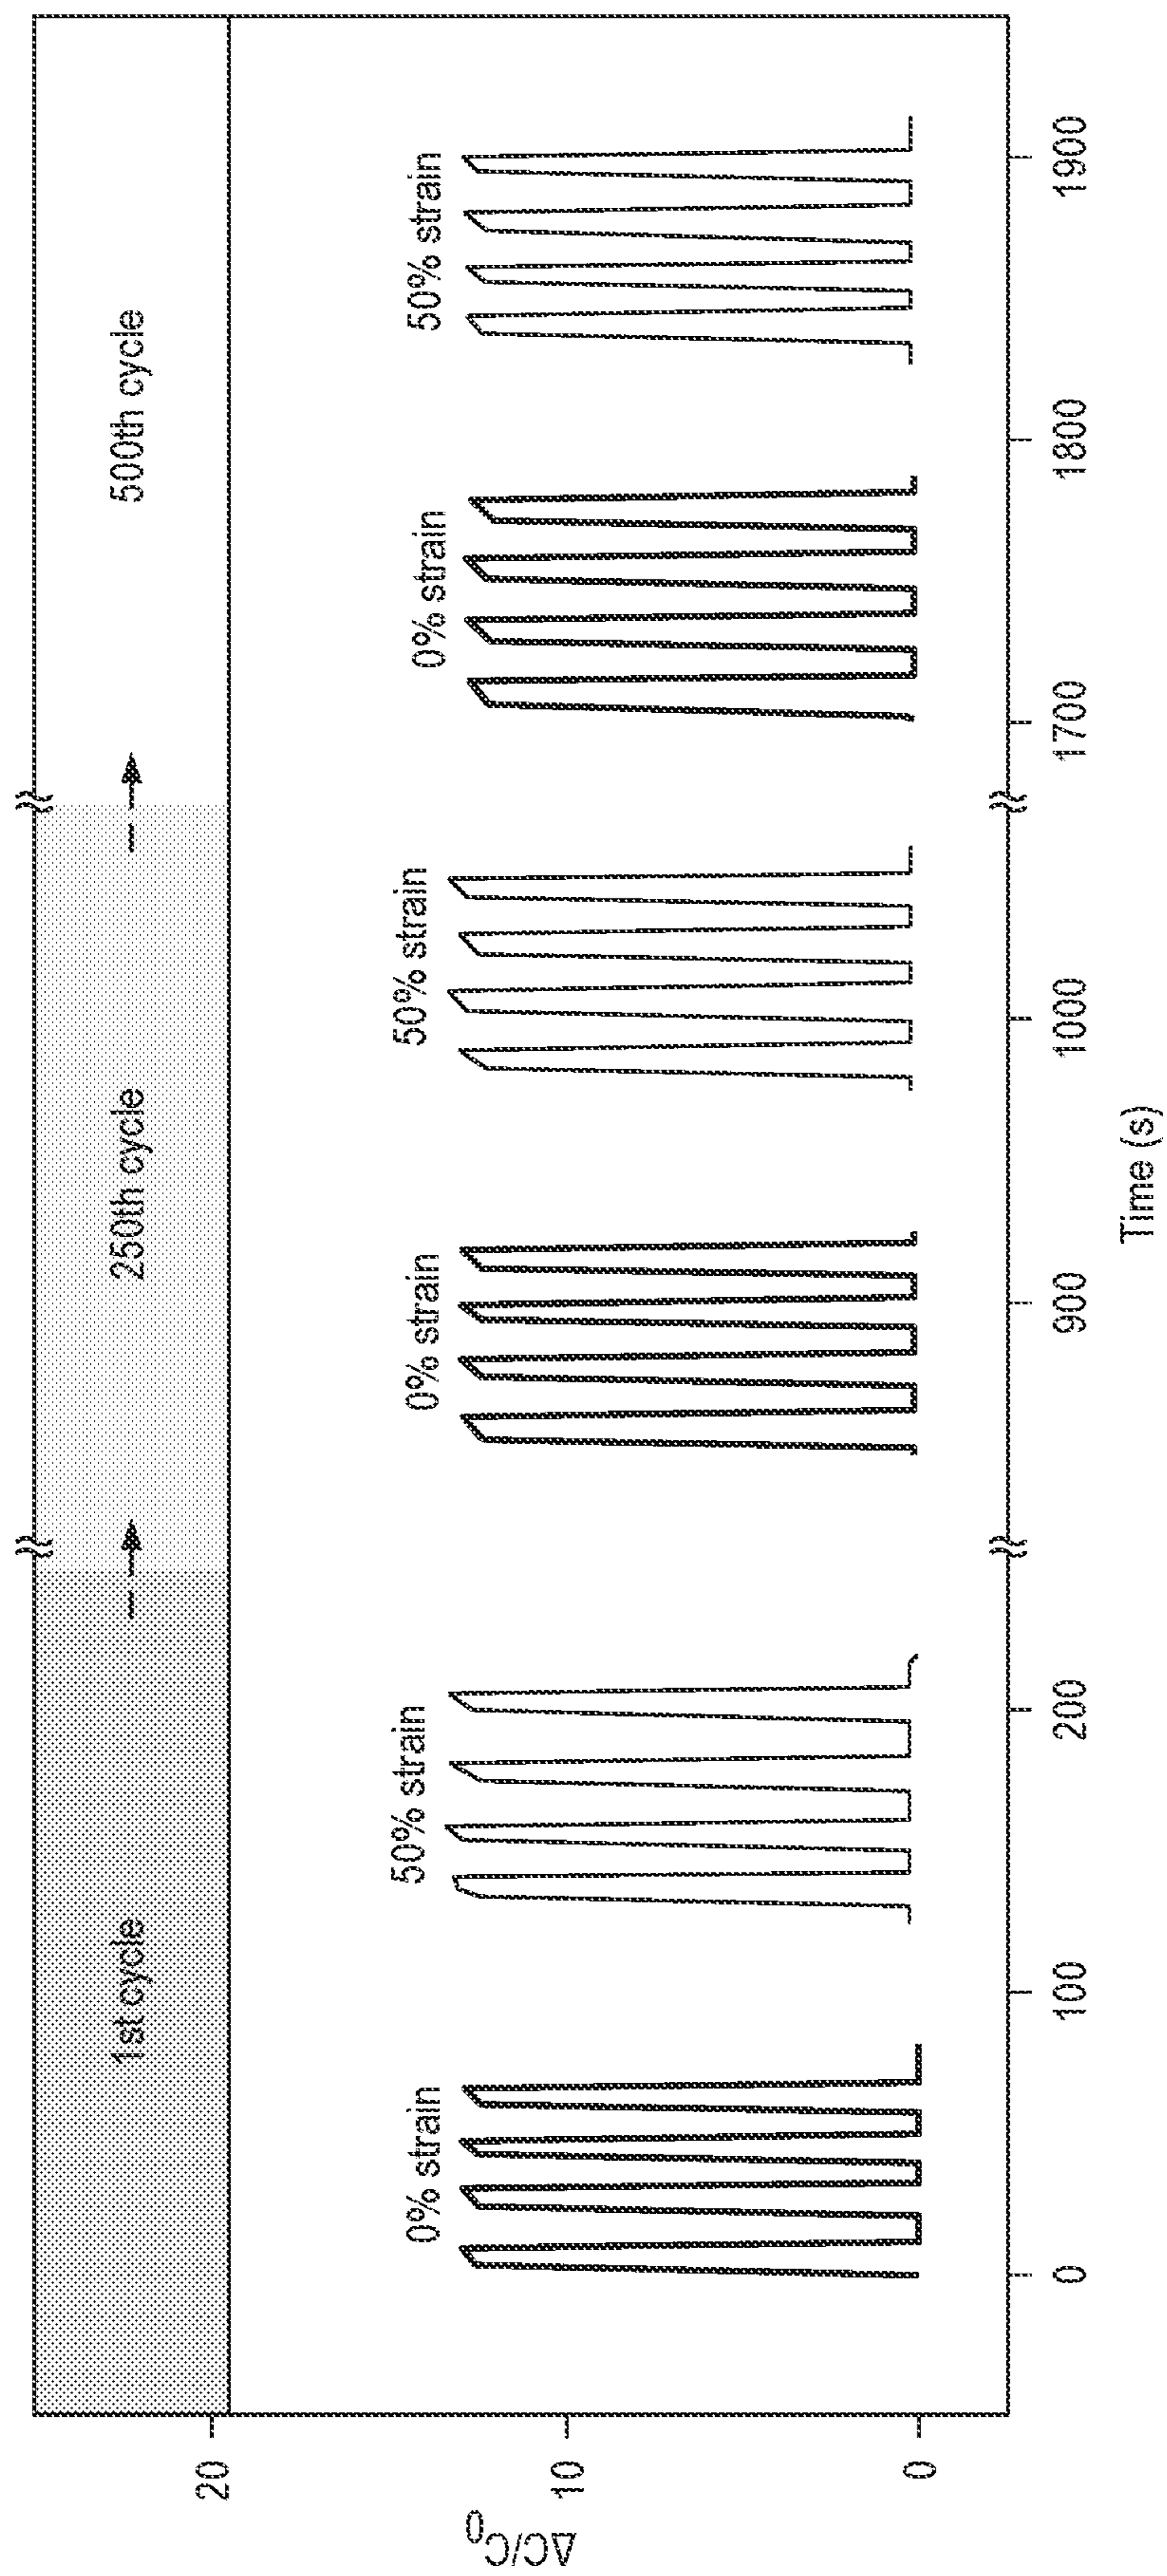 1st cycle
250th cycle
500th cycle
0% strain
50% strain
0% strain
50% strain
0% strain
50% strain
20
10
0
ΔC/C0
0
100
200
900
1000
1700
1800
1900
Time (s)